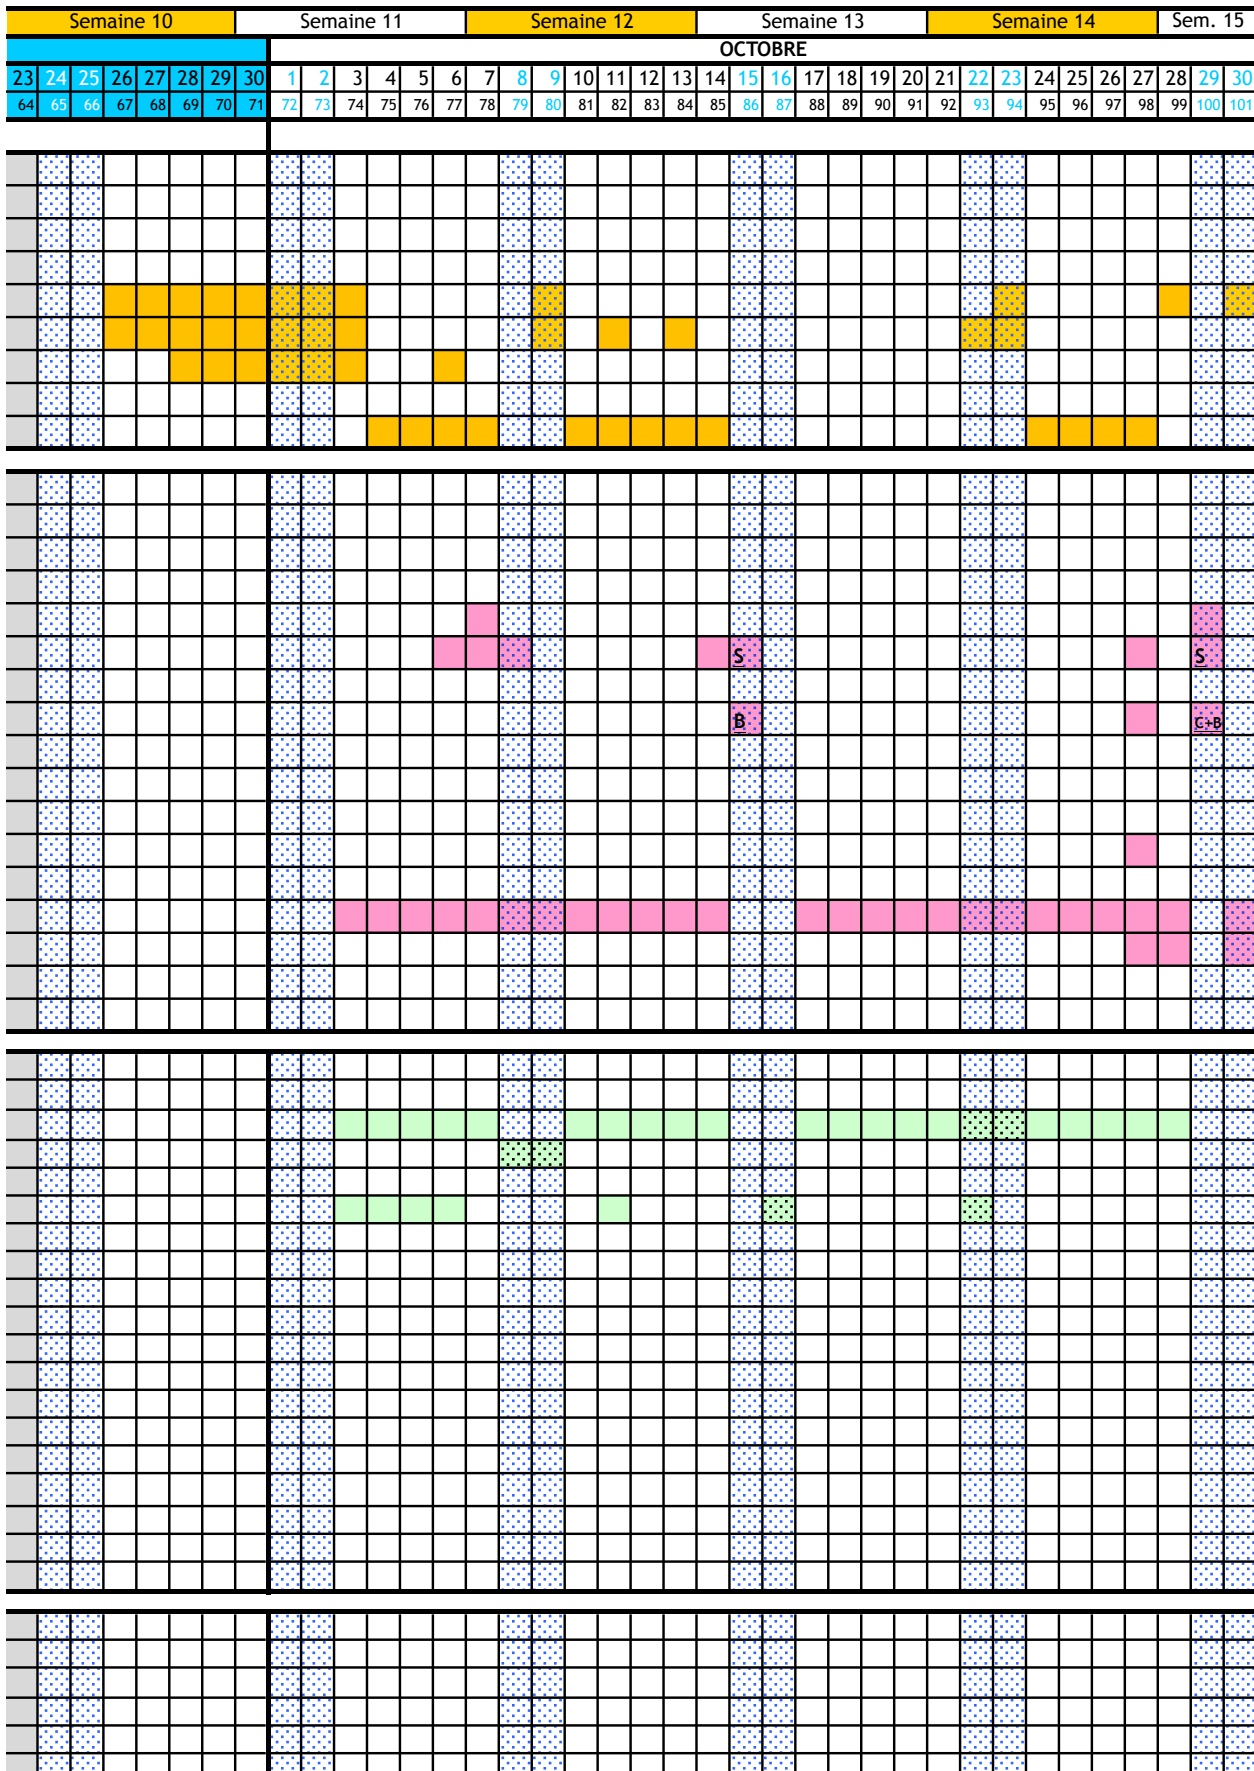 Semaine 10 Semaine 11 Semaine 12 Semaine 13 Semaine 14 Sem. 15
OCTOBRE
23 24 25 26 27 28 29 30 1 2 3 4 5 6 7 8 9 10 11 12 13 14 15 16 17 18 19 20 21 22 23 24 25 26 27 28 29 30
64 65 66 67 68 69 70 71 72 73 74 75 76 77 78 79 80 81 82 83 84 85 86 87 88 89 90 91 92 93 94 95 96 97 98 99 100 101
S S
B C+B